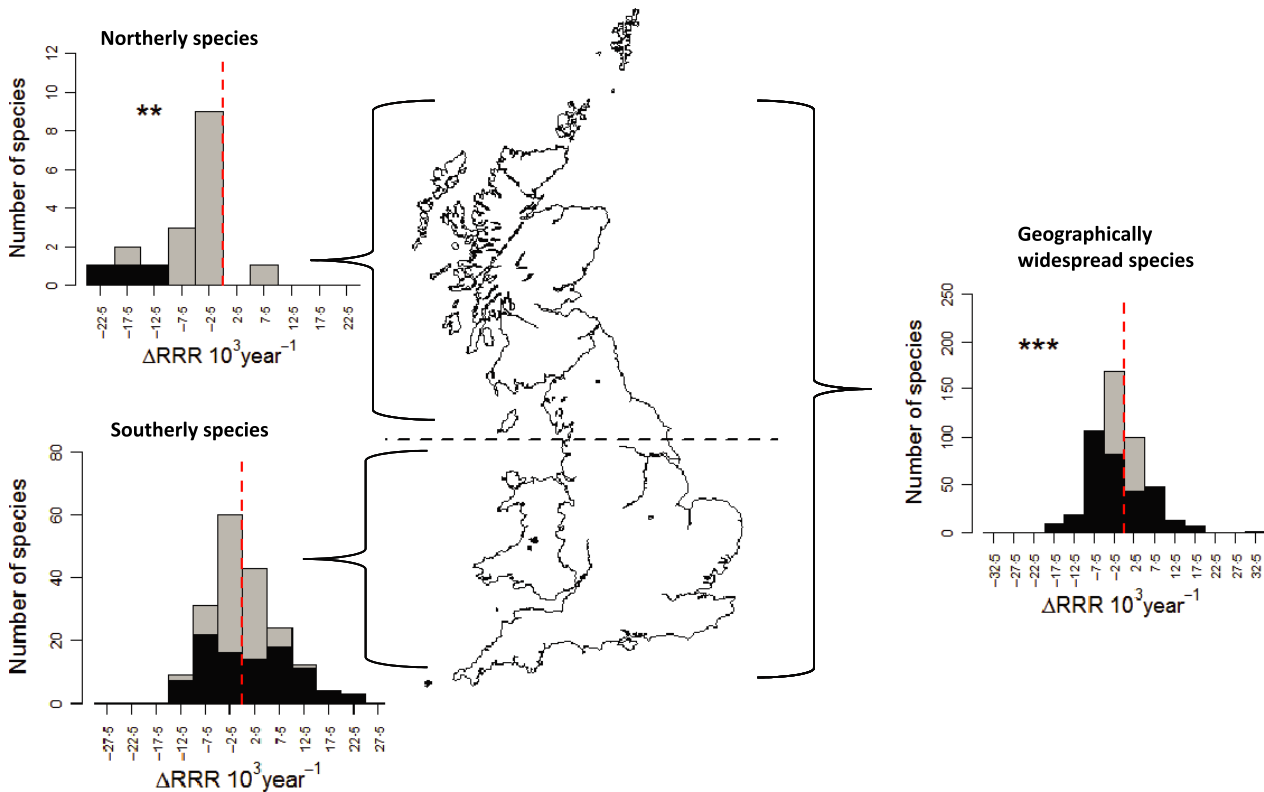 Northerly species
Number of species
12
10
8
6
4
2
0
**
−22·5 −17·5 −12·5 −7·5 −2·5 2·5 7·5 12·5 17·5 22·5
ΔRRR 10³year⁻¹
Southerly species
Number of species
80
60
40
20
0
−27·5 −22·5 −17·5 −12·5 −7·5 −2·5 2·5 7·5 12·5 17·5 22·5 27·5
ΔRRR 10³year⁻¹
Geographically
widespread species
Number of species
250
200
150
100
50
0
***
−32·5 −27·5 −22·5 −17·5 −12·5 −7·5 −2·5 2·5 7·5 12·5 17·5 22·5 27·5 32·5
ΔRRR 10³year⁻¹